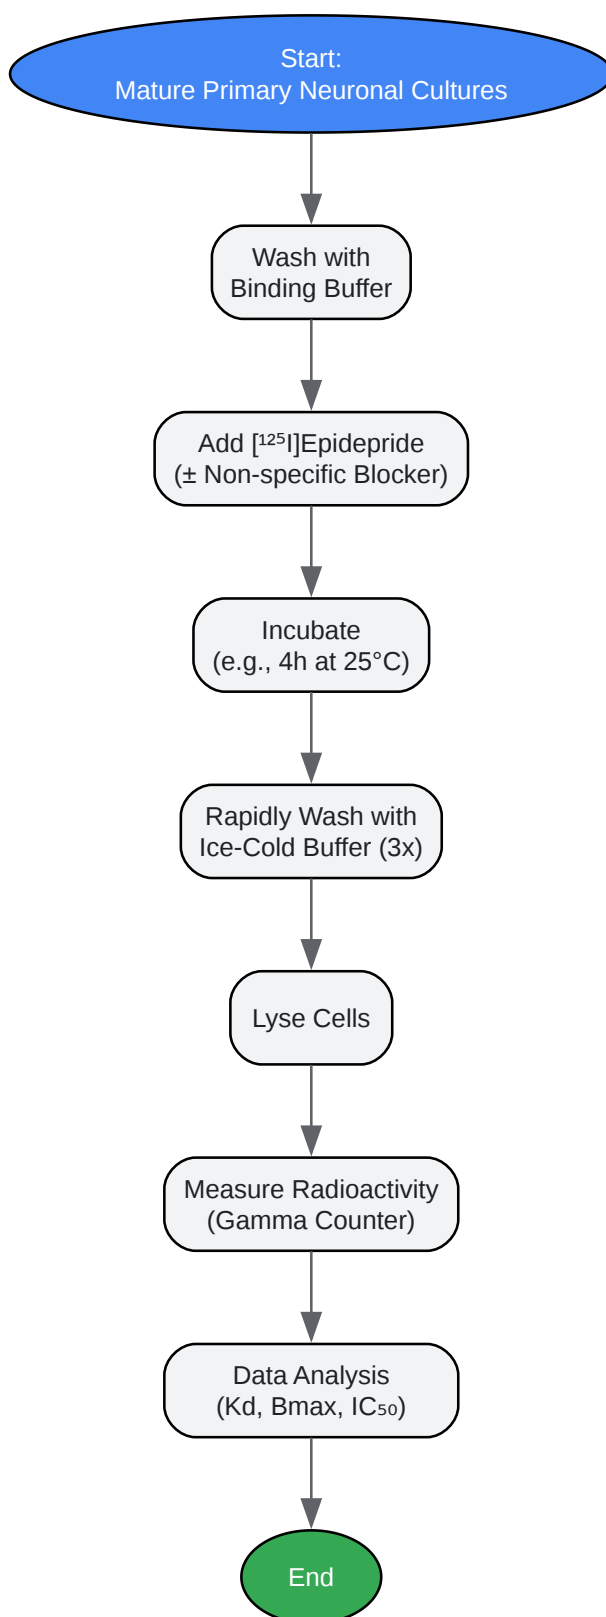 Start:
Mature Primary Neuronal Cultures
Wash with
Binding Buffer
Add [¹²⁵I]Epidepride
(± Non-specific Blocker)
Incubate
(e.g., 4h at 25°C)
Rapidly Wash with
Ice-Cold Buffer (3x)
Lyse Cells
Measure Radioactivity
(Gamma Counter)
Data Analysis
(Kd, Bmax, IC₅₀)
End